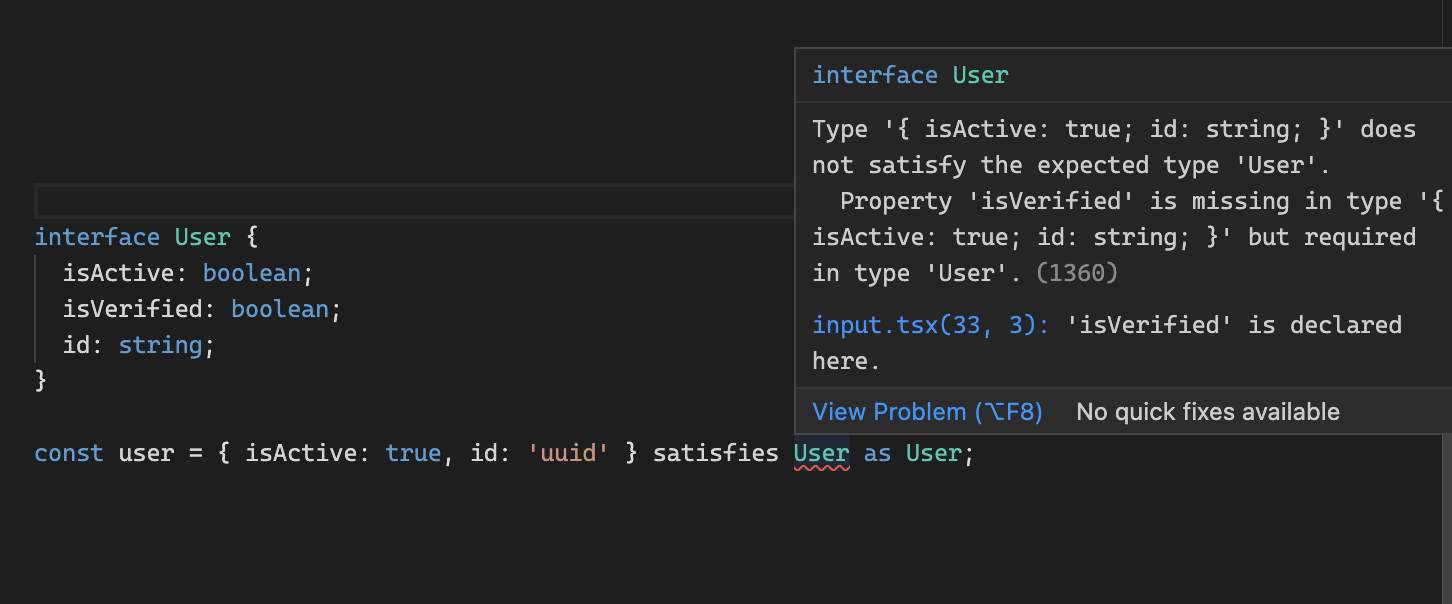 interface User
Type '{ isActive: true; id: string; }' does
not satisfy the expected type 'User'.
Property 'isVerified' is missing in type '{
isActive: true; id: string; }' but required
in type 'User'. (1360)
input.tsx(33, 3): 'isVerified' is declared
here.
View Problem (⌥F8) No quick fixes available
interface User {
isActive: boolean;
isVerified: boolean;
id: string;
}
const user = { isActive: true, id: 'uuid' } satisfies User as User;